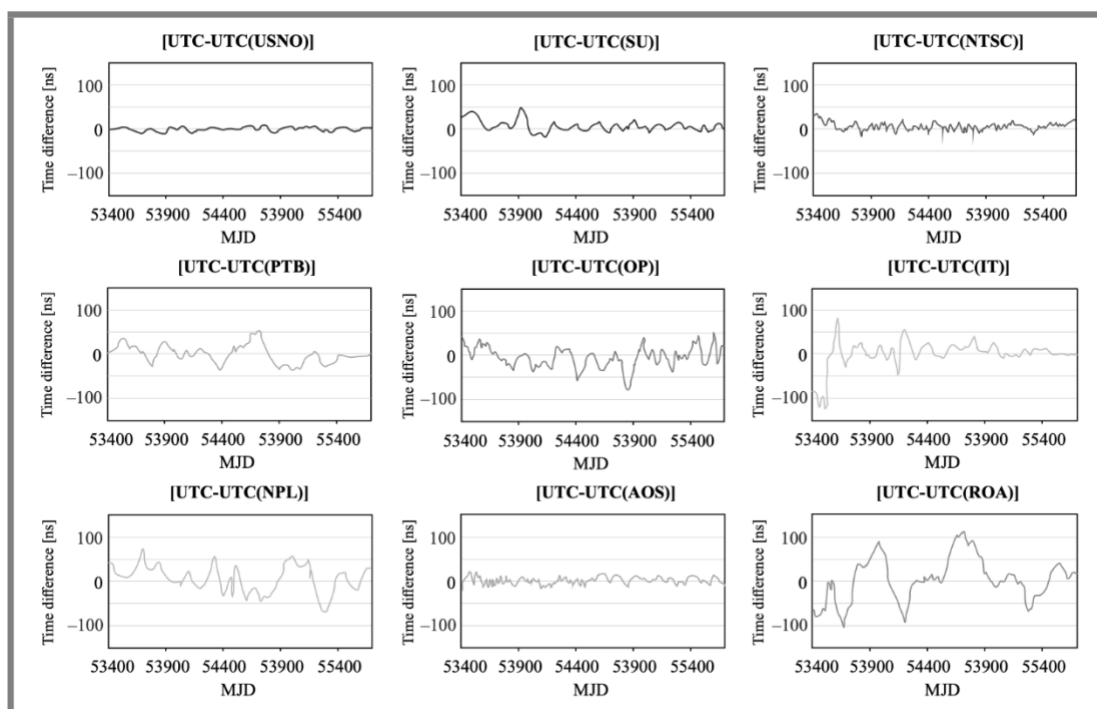 [UTC-UTC(USNO)]
Time difference [ns]
100
0
–100
53400 53900 54400 53900 55400
MJD
[UTC-UTC(SU)]
Time difference [ns]
100
0
–100
53400 53900 54400 53900 55400
MJD
[UTC-UTC(NTSC)]
Time difference [ns]
100
0
–100
53400 53900 54400 53900 55400
MJD
[UTC-UTC(PTB)]
Time difference [ns]
100
0
–100
53400 53900 54400 53900 55400
MJD
[UTC-UTC(OP)]
Time difference [ns]
100
0
–100
53400 53900 54400 53900 55400
MJD
[UTC-UTC(IT)]
Time difference [ns]
100
0
–100
53400 53900 54400 53900 55400
MJD
[UTC-UTC(NPL)]
Time difference [ns]
100
0
–100
53400 53900 54400 53900 55400
MJD
[UTC-UTC(AOS)]
Time difference [ns]
100
0
–100
53400 53900 54400 53900 55400
MJD
[UTC-UTC(ROA)]
Time difference [ns]
100
0
–100
53400 53900 54400 53900 55400
MJD